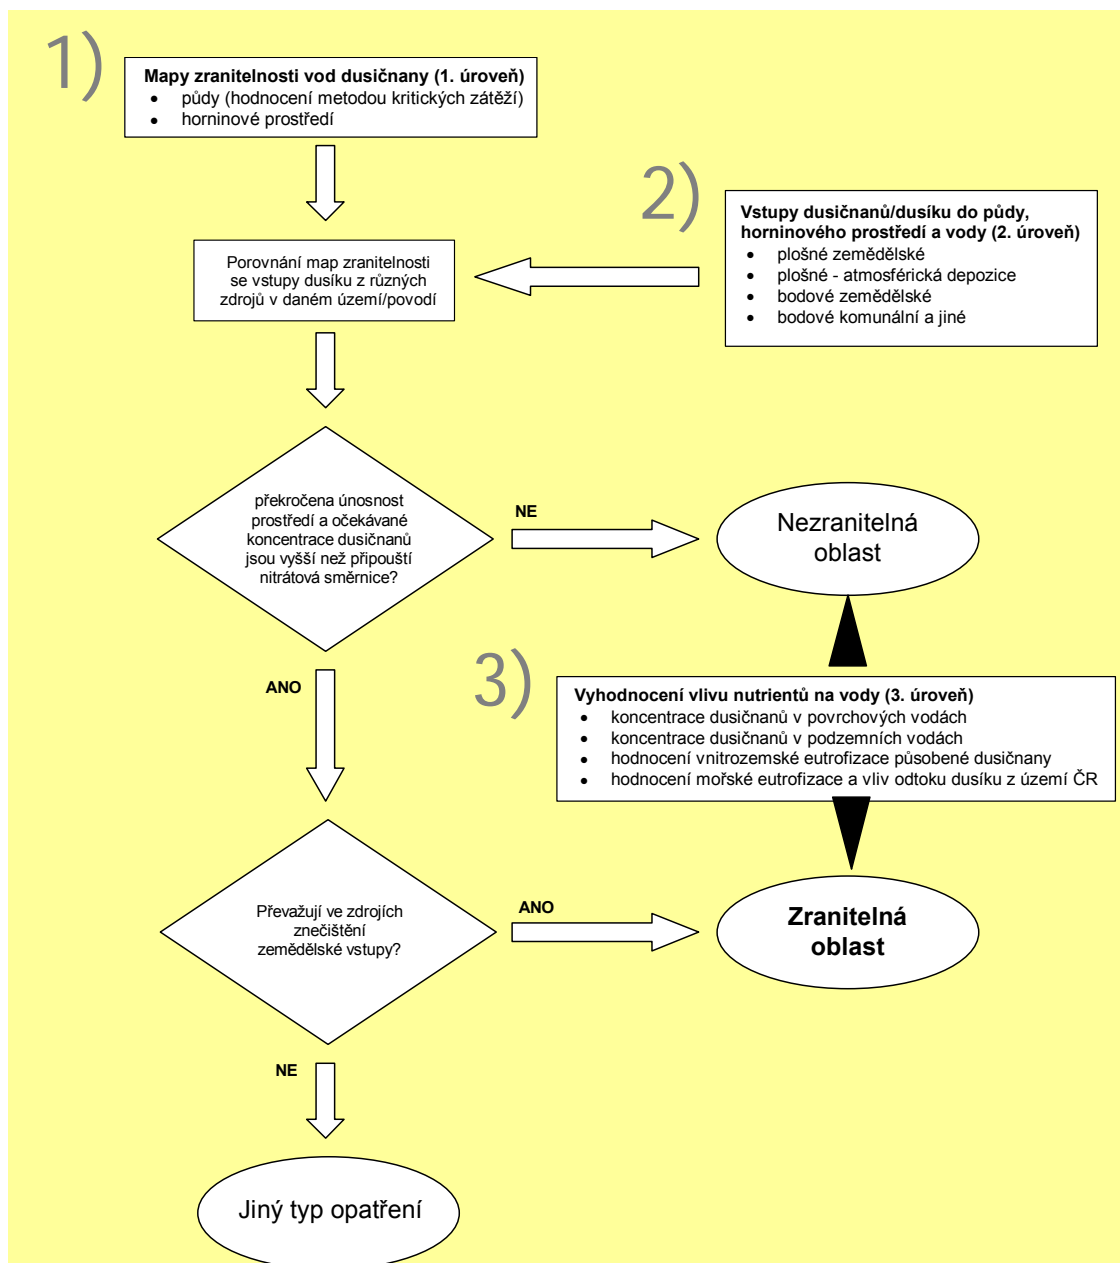 1)
Mapy zranitelnosti vod dusičnany (1. úroveň)
• půdy (hodnocení metodou kritických zátěží)
• horninové prostředí
2)
Vstupy dusičnanů/dusíku do půdy,
horninového prostředí a vody (2. úroveň)
• plošné zemědělské
• plošné - atmosférická depozice
• bodové zemědělské
• bodové komunální a jiné
Porovnání map zranitelnosti
se vstupy dusíku z různých
zdrojů v daném území/povodí
překročena únosnost
prostředí a očekávané
koncentrace dusičnanů
jsou vyšší než připouští
nitrátová směrnice?
NE
Nezranitelná
oblast
ANO
3)
Vyhodnocení vlivu nutrientů na vody (3. úroveň)
• koncentrace dusičnanů v povrchových vodách
• koncentrace dusičnanů v podzemních vodách
• hodnocení vnitrozemské eutrofizace působené dusičnany
• hodnocení mořské eutrofizace a vliv odtoku dusíku z území ČR
Převažují ve zdrojích
znečištění
zemědělské vstupy?
ANO
Zranitelná
oblast
NE
Jiný typ opatření